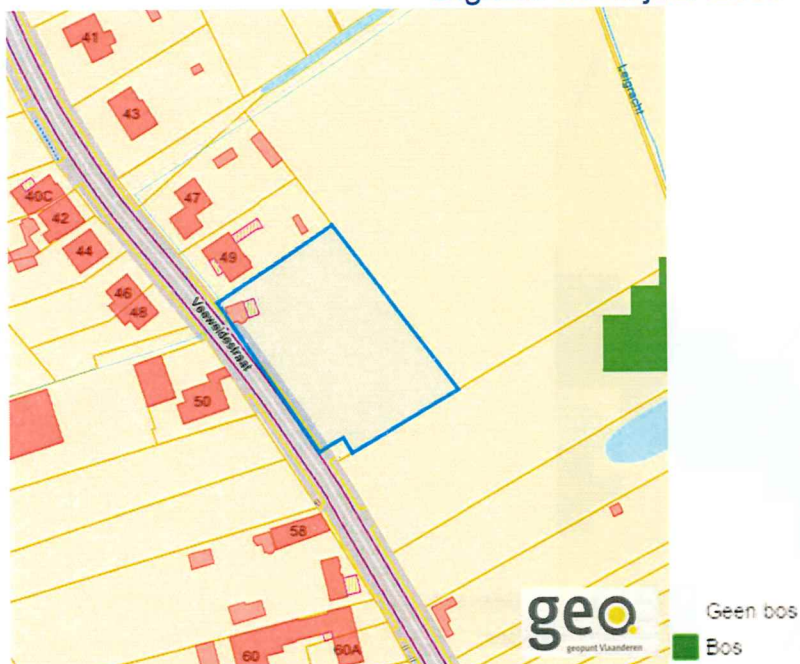 41
43
Leigracht
40C
42
47
44
49
46
48
Veeweidestraat
50
58
60
60A
geo
geopunt Vlaanderen
Geen bos
Bos